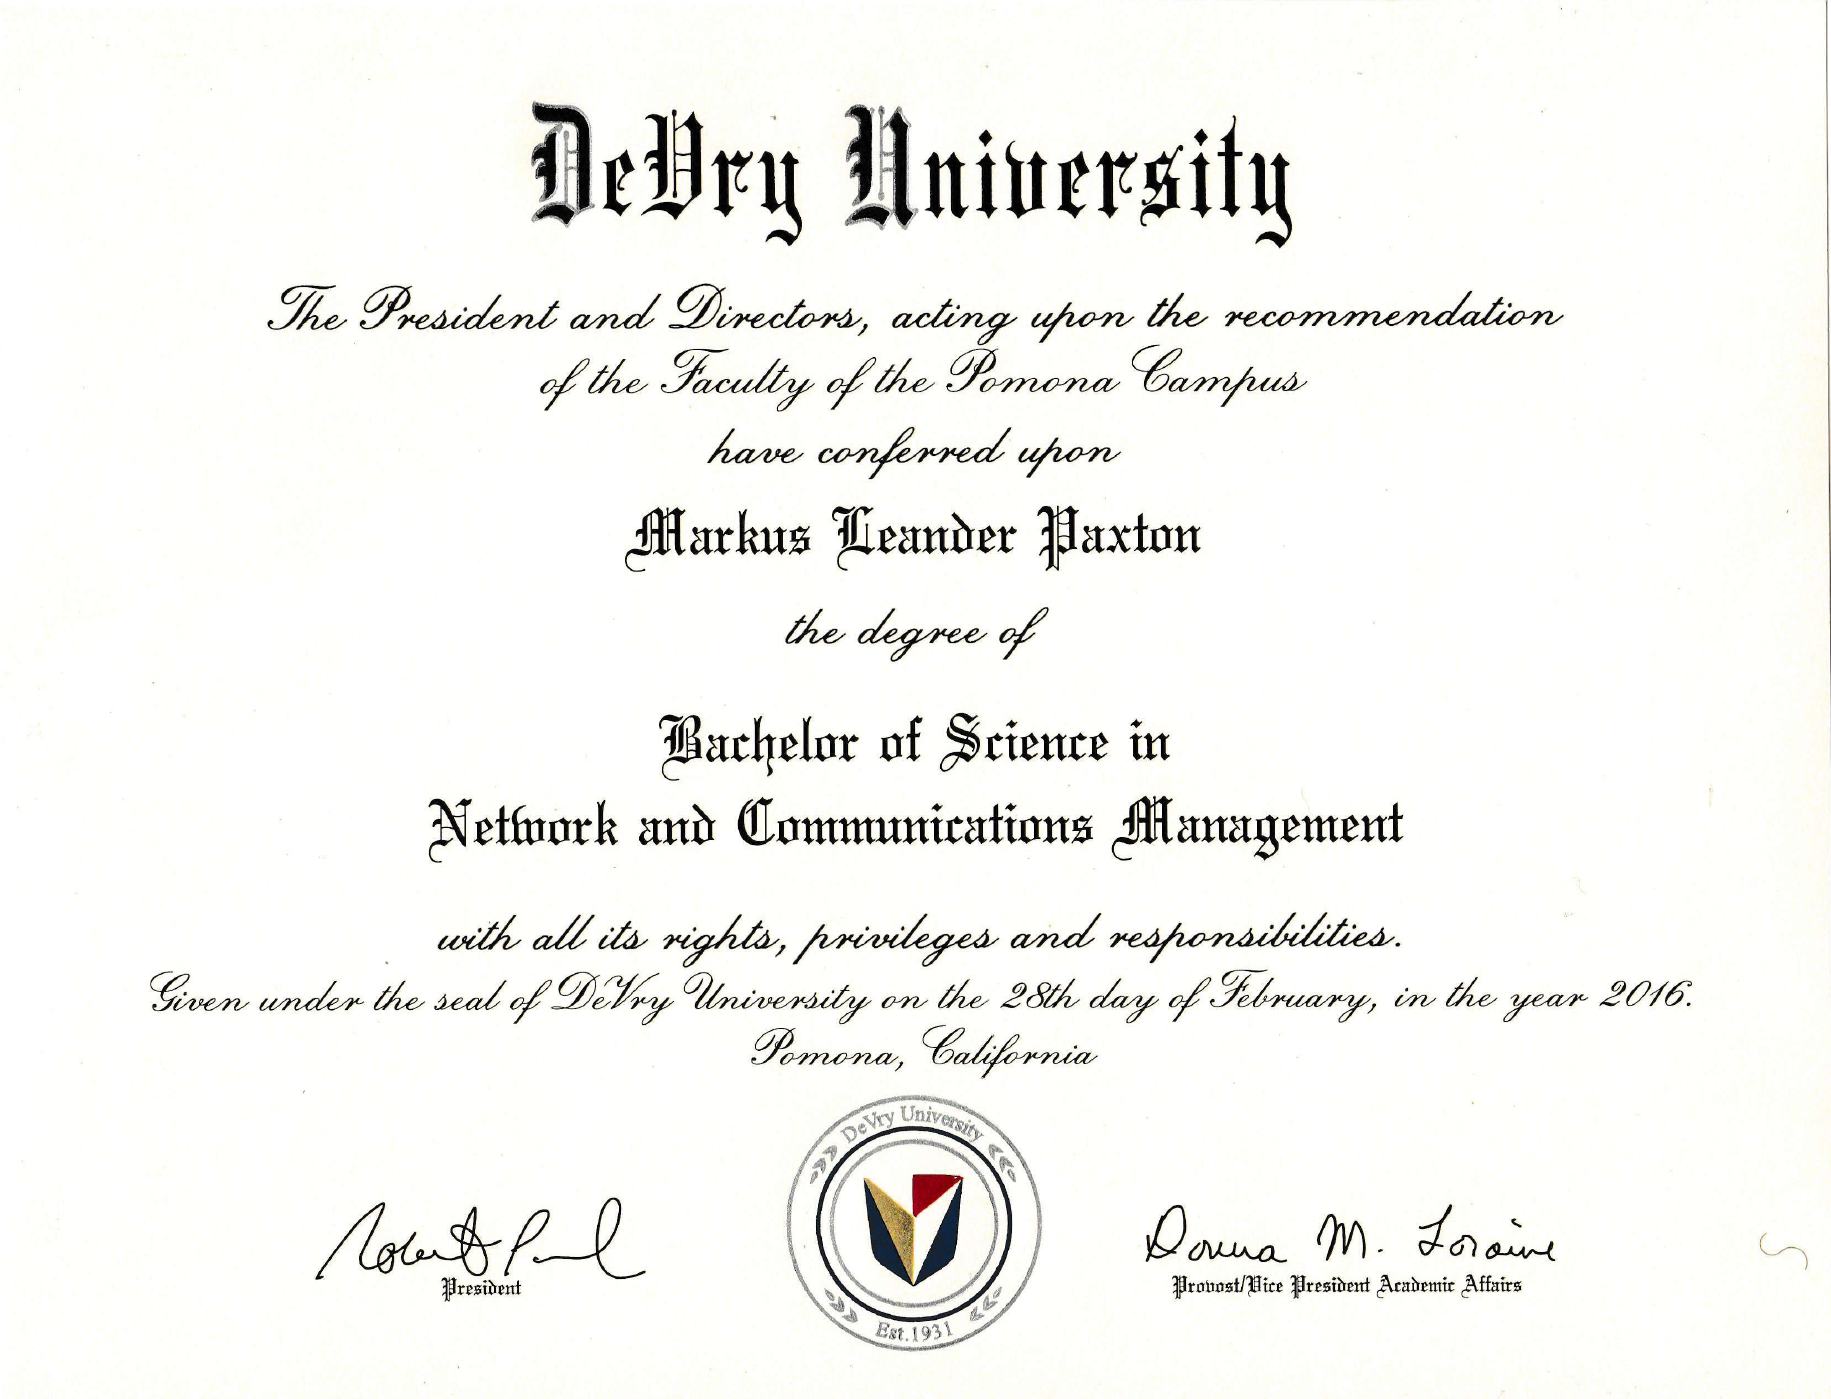 DeVry University
The President and Directors, acting upon the recommendation
of the Faculty of the Pomona Campus
have conferred upon
Markus Leander Paxton
the degree of
Bachelor of Science in
Network and Communications Management
with all its rights, privileges and responsibilities.
Given under the seal of DeVry University on the 28th day of February, in the year 2016.
Pomona, California
DeVry University
Est.1931
Robert Paul
President
Donna M. Loraine
Provost/Vice President Academic Affairs